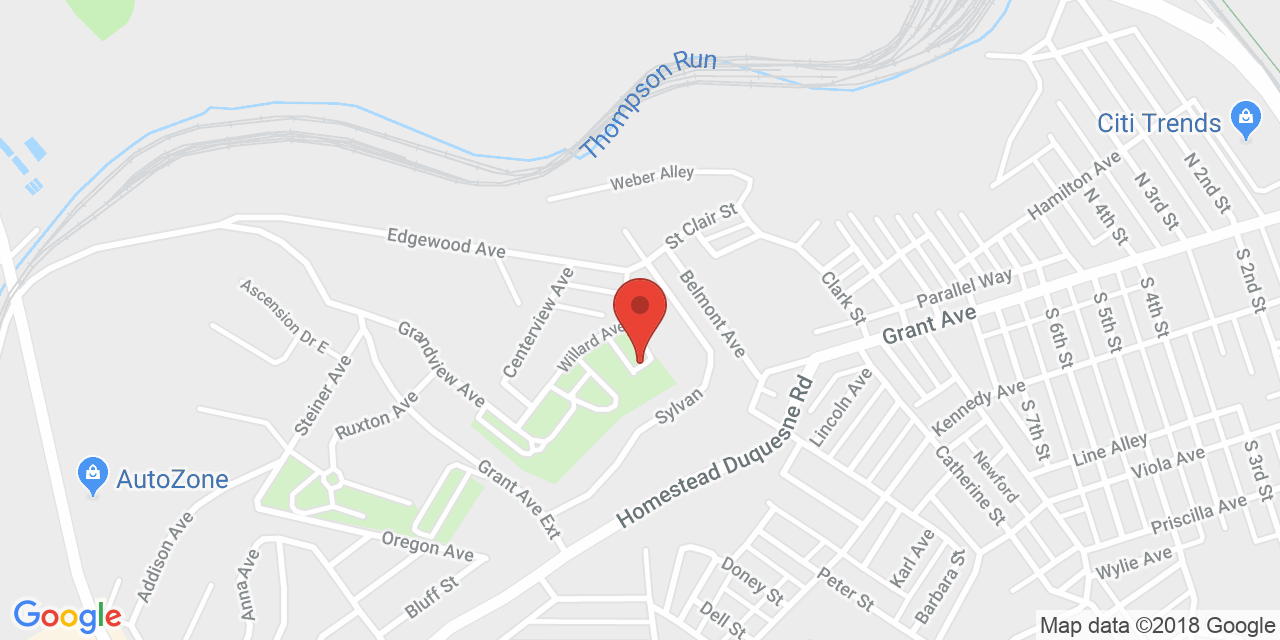 Thompson Run
Citi Trends
Weber Alley
Hamilton Ave
N 2nd St
N 3rd St
N 4th St
St Clair St
Edgewood Ave
S 2nd St
Belmont Ave
Centerview Ave
Clark St
Parallel Way
Ascension Dr E
Grant Ave
S 4th St
S 5th St
S 6th St
Willard Ave
Grandview Ave
Steiner Ave
Ruxton Ave
Lincoln Ave
Kennedy Ave
Sylvan
S 7th St
Homestead Duquesne Rd
Line Alley
Viola Ave
S 3rd St
AutoZone
Newford
Catherine St
Grant Ave Ext
Priscilla Ave
Addison Ave
Oregon Ave
Wylie Ave
Karl Ave
Anna Ave
Bluff St
Doney St
Peter St
Barbara St
Dell St
Google
Map data ©2018 Google